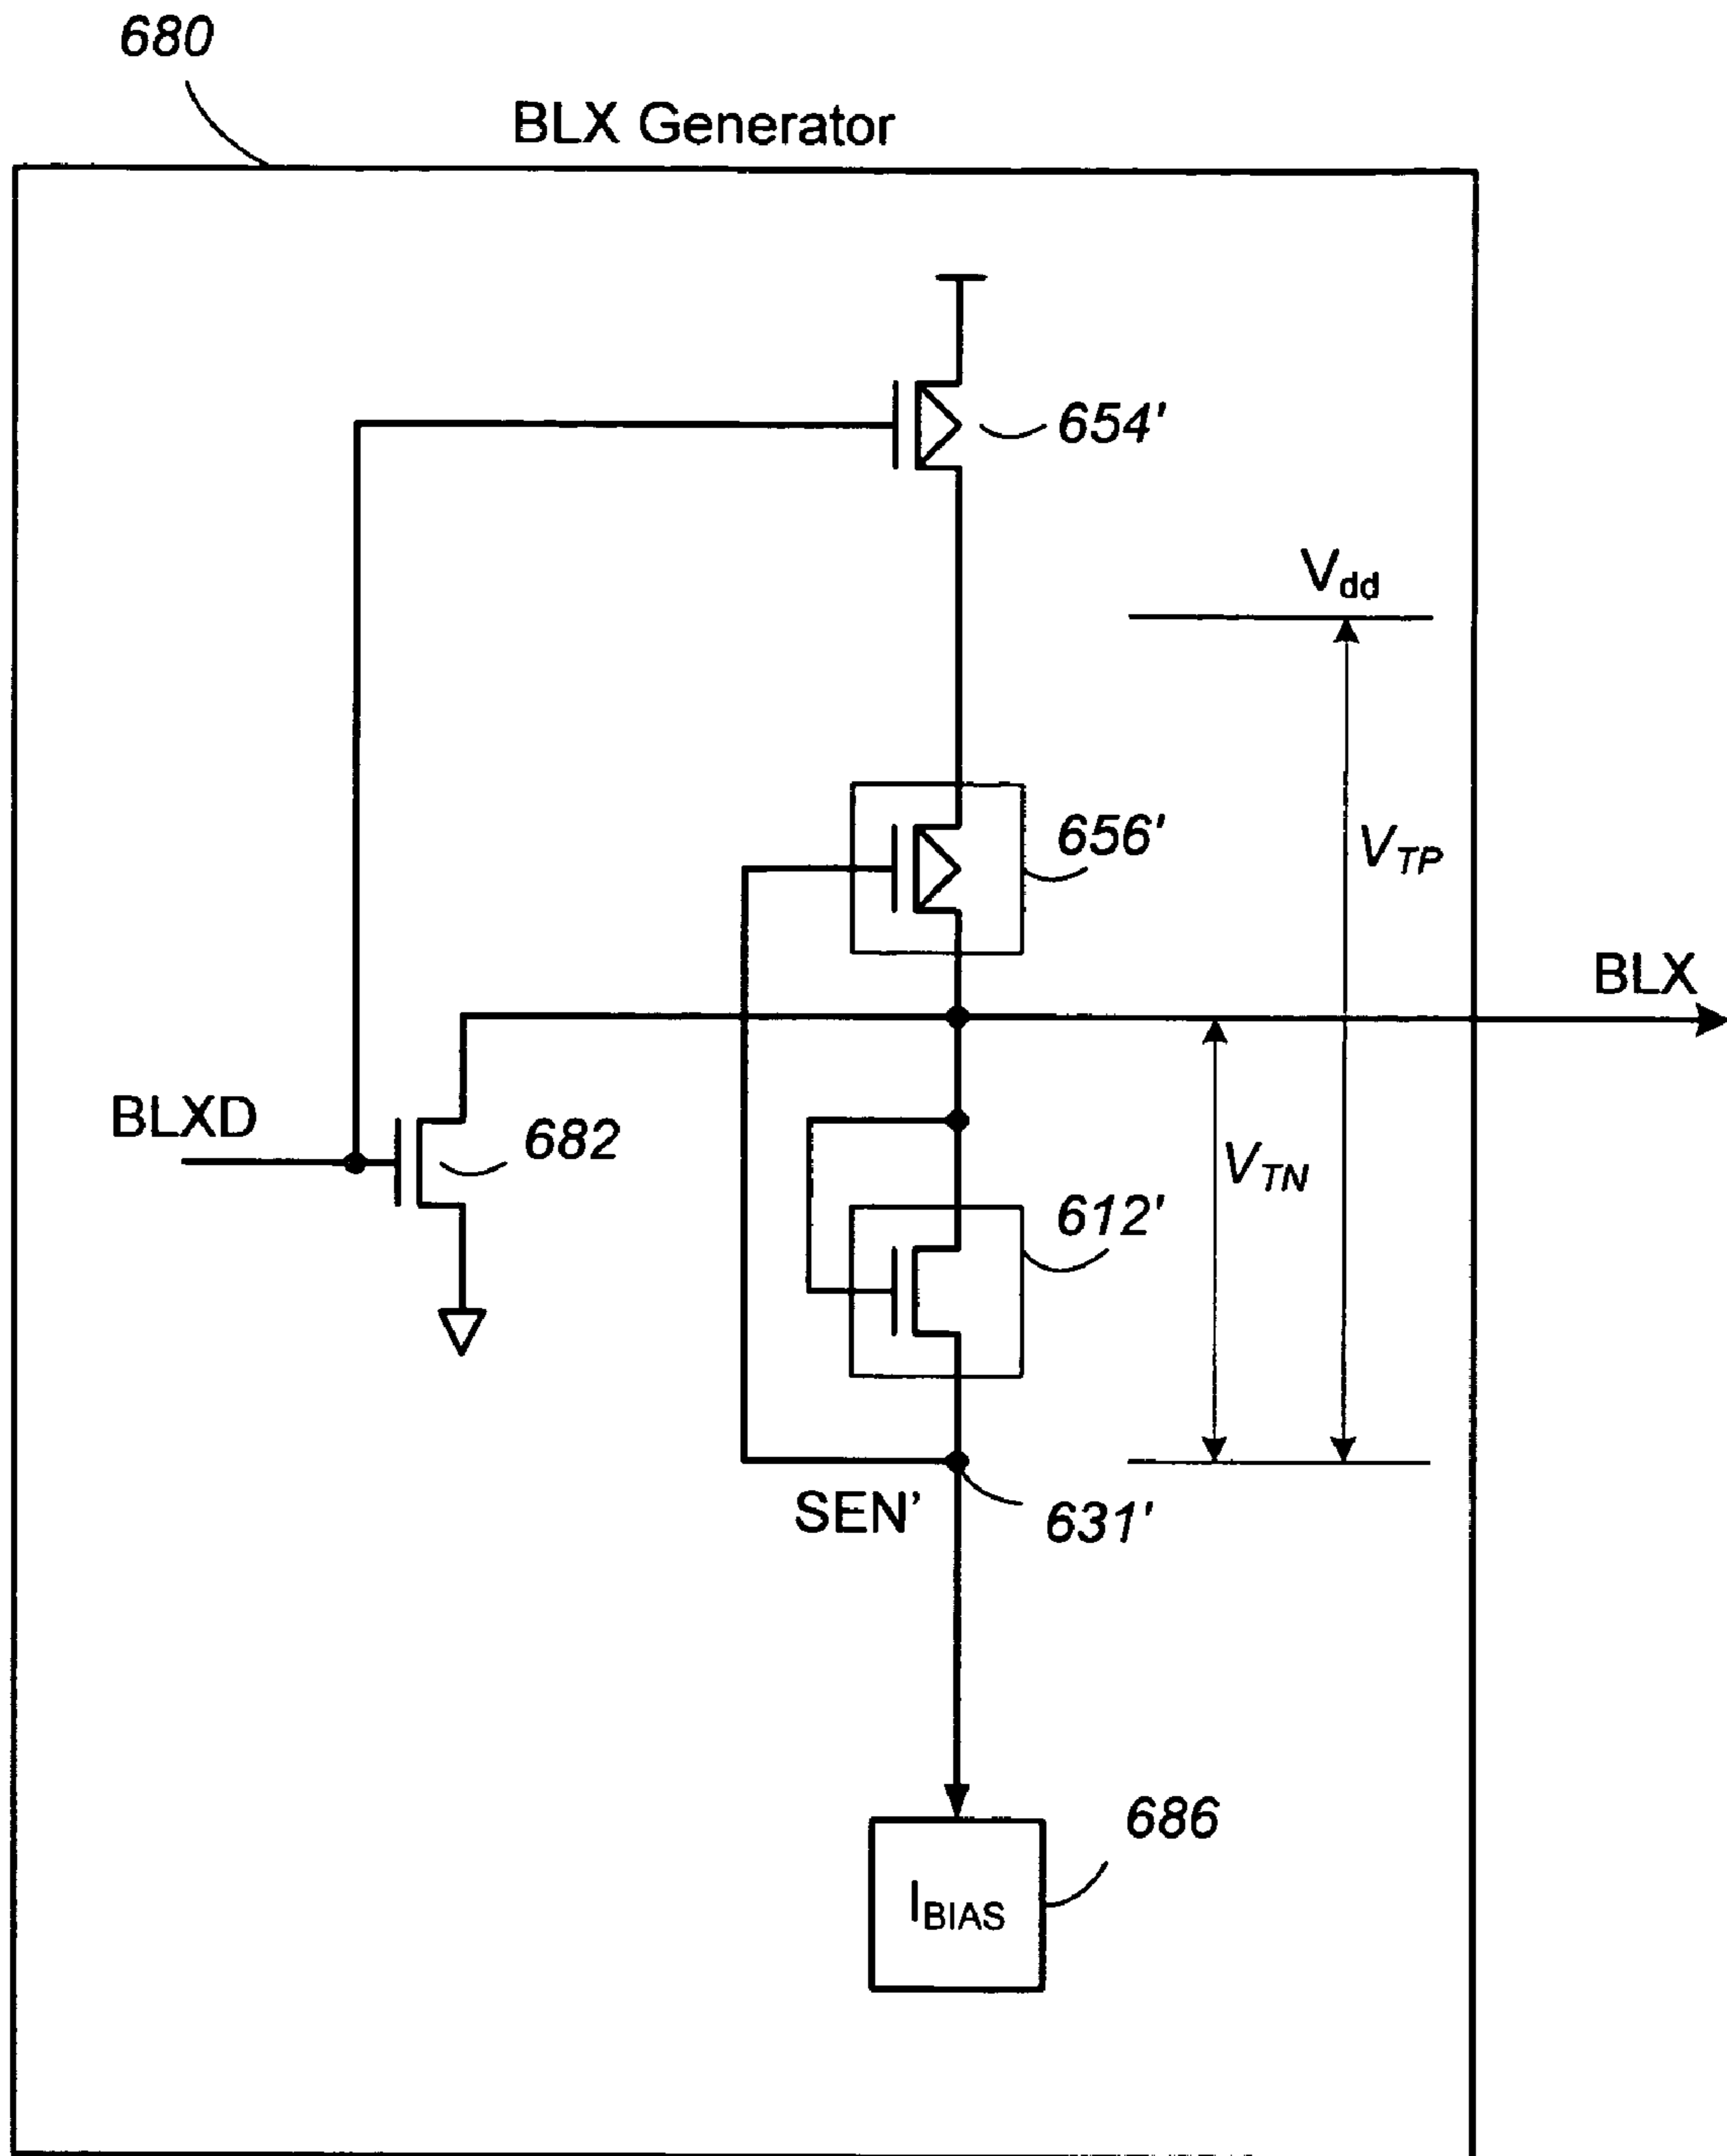 680
BLX Generator
654'
Vdd
656'
VTP
BLX
BLXD
682
VTN
612'
SEN’
631'
686
IBIAS